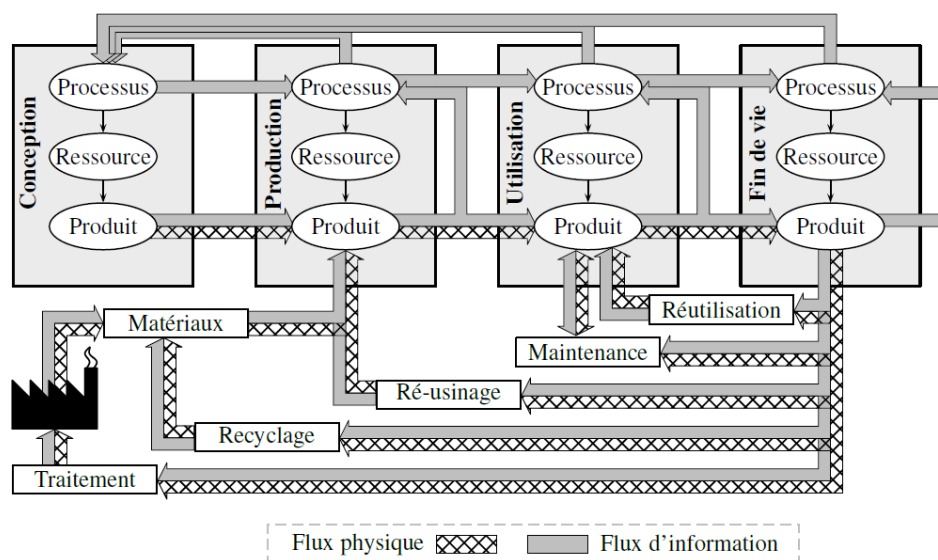 Conception
Processus
Ressource
Produit
Production
Processus
Ressource
Produit
Utilisation
Processus
Ressource
Produit
Fin de vie
Processus
Ressource
Produit
Matériaux
Réutilisation
Maintenance
Ré-usinage
Recyclage
Traitement
Flux physique
Flux d'information